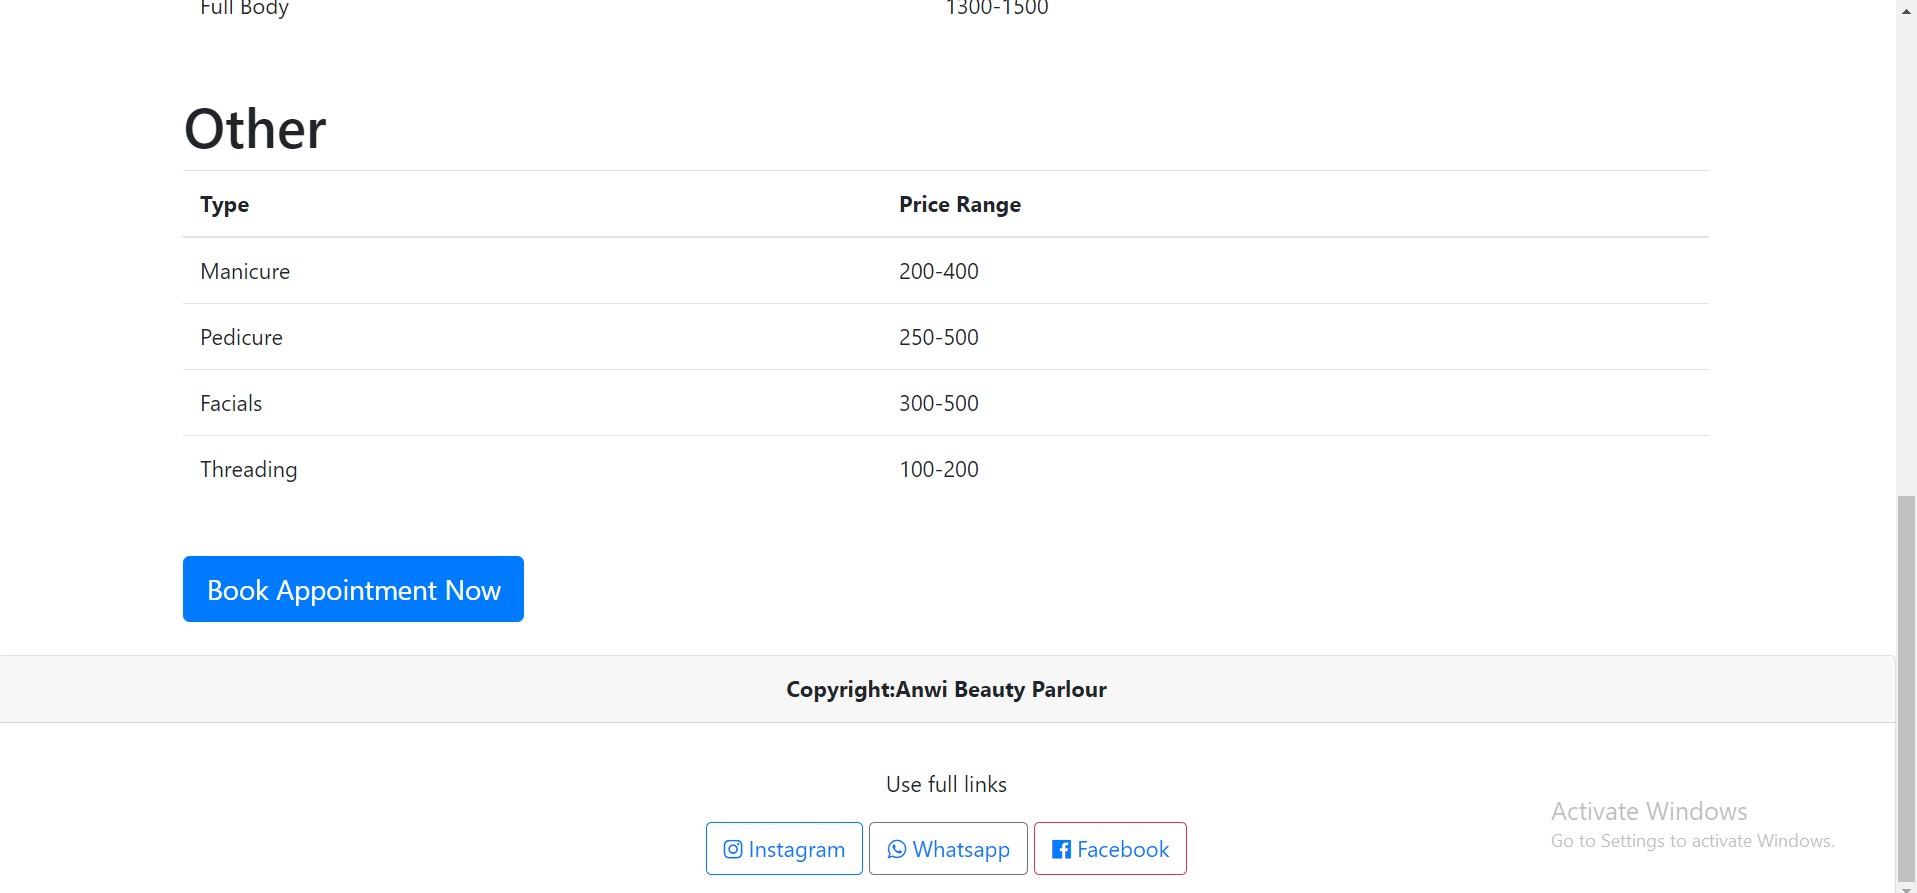 Full Body 1300-1500
Other
Type Price Range
Manicure 200-400
Pedicure 250-500
Facials 300-500
Threading 100-200
Book Appointment Now
Copyright:Anwi Beauty Parlour
Use full links
Instagram Whatsapp Facebook
Activate Windows
Go to Settings to activate Windows.